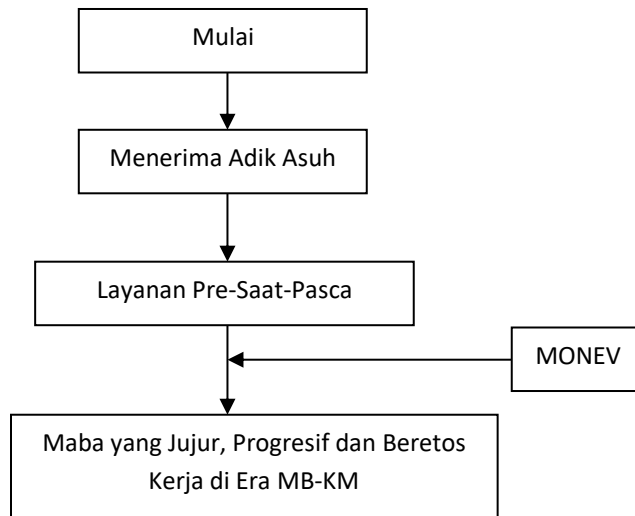 Mulai
Menerima Adik Asuh
Layanan Pre-Saat-Pasca
MONEV
Maba yang Jujur, Progresif dan Beretos
Kerja di Era MB-KM